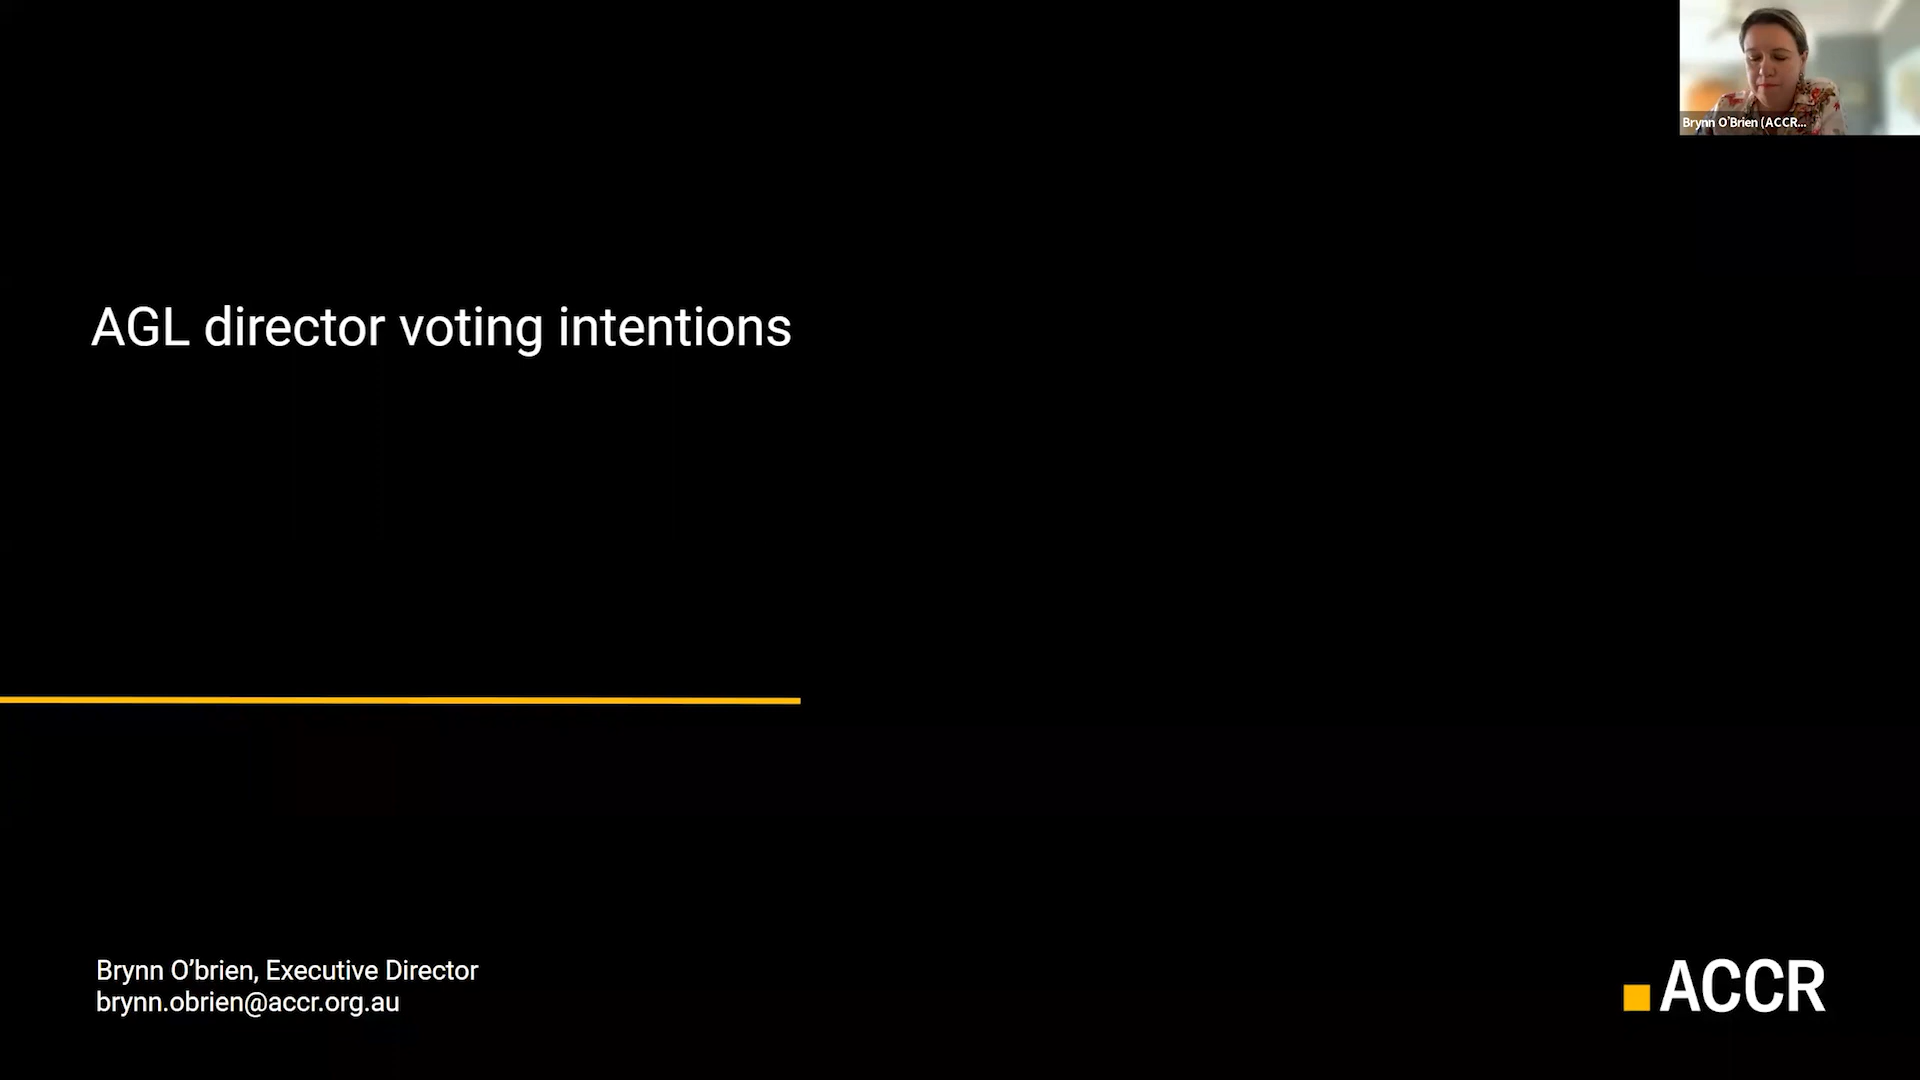 Brynn O'Brien (ACCR...
AGL director voting intentions
Brynn O’brien, Executive Director
brynn.obrien@accr.org.au
ACCR